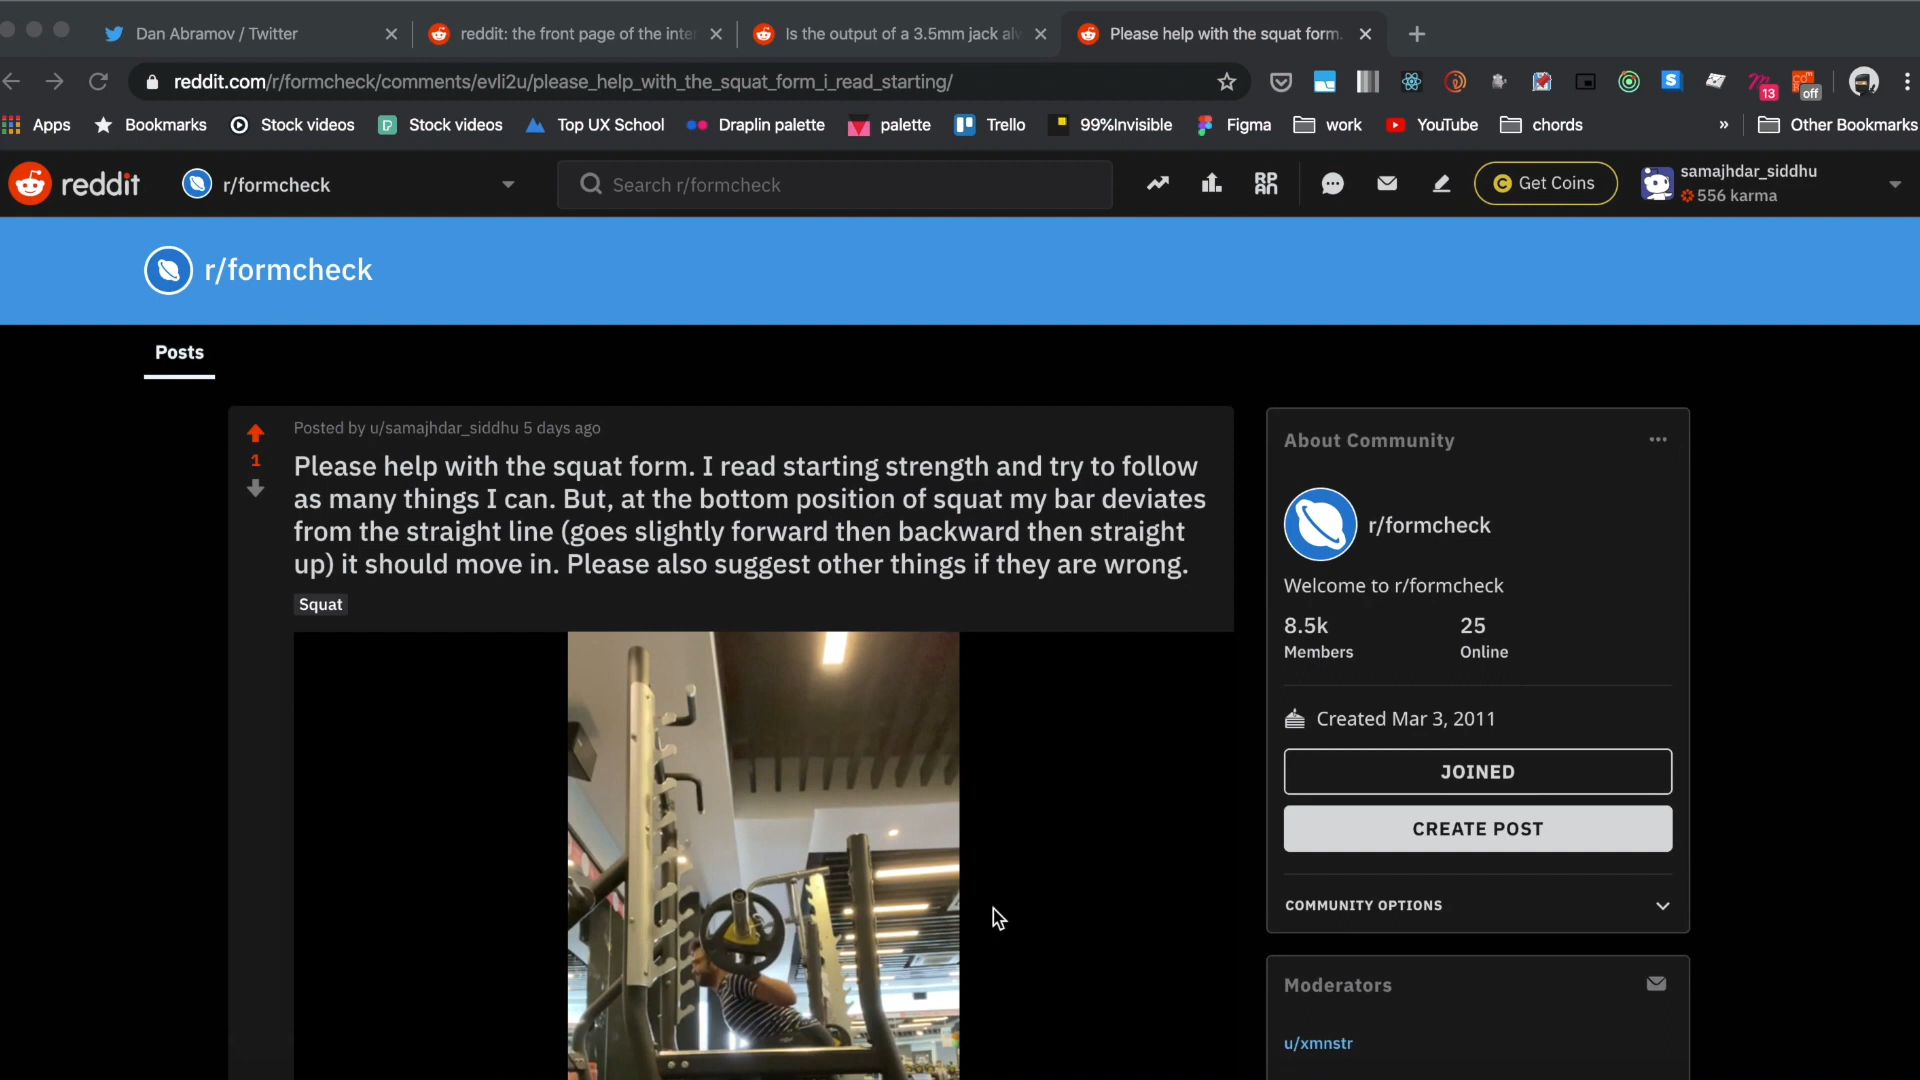 Dan Abramov / Twitter
reddit: the front page of the inter
Is the output of a 3.5mm jack alw
Please help with the squat form.
reddit.com/r/formcheck/comments/evli2u/please_help_with_the_squat_form_i_read_starting/
13
off
Apps
Bookmarks
Stock videos
Stock videos
Top UX School
Draplin palette
palette
Trello
99%Invisible
Figma
work
YouTube
chords
»
Other Bookmarks
reddit
r/formcheck
Search r/formcheck
RPAN
Get Coins
samajhdar_siddhu
556 karma
r/formcheck
Posts
1
Posted by u/samajhdar_siddhu 5 days ago
Please help with the squat form. I read starting strength and try to follow
as many things I can. But, at the bottom position of squat my bar deviates
from the straight line (goes slightly forward then backward then straight
up) it should move in. Please also suggest other things if they are wrong.
Squat
About Community
r/formcheck
Welcome to r/formcheck
8.5k
Members
25
Online
Created Mar 3, 2011
JOINED
CREATE POST
COMMUNITY OPTIONS
Moderators
u/xmnstr